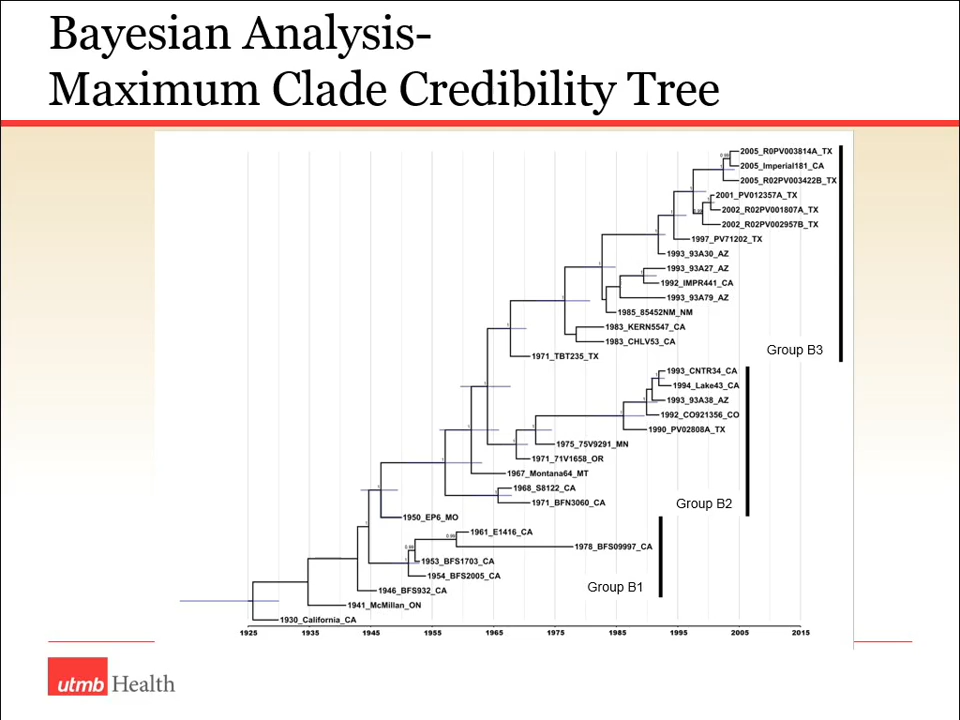 Bayesian Analysis-
Maximum Clade Credibility Tree
2005_R0PV003814A_TX
2005_Imperial181_CA
2005_R02PV003422B_TX
2001_PV012357A_TX
2002_R02PV001807A_TX
2002_R02PV002957B_TX
1997_PV71202_TX
1993_93A30_AZ
1993_93A27_AZ
1992_IMPR441_CA
1993_93A79_AZ
1985_85452NM_NM
1983_KERN5547_CA
1983_CHLV53_CA
Group B3
1971_TBT235_TX
1993_CNTR34_CA
1994_Lake43_CA
1993_93A38_AZ
1992_CO921356_CO
1990_PV02808A_TX
1975_75V9291_MN
1971_71V1658_OR
1967_Montana64_MT
1968_S8122_CA
1971_BFN3060_CA
Group B2
1950_EP6_MO
1961_E1416_CA
1978_BFS09997_CA
1953_BFS1703_CA
1954_BFS2005_CA
Group B1
1946_BFS932_CA
1941_McMillan_ON
1930_California_CA
1925 1935 1945 1955 1965 1975 1985 1995 2005 2015
utmb Health